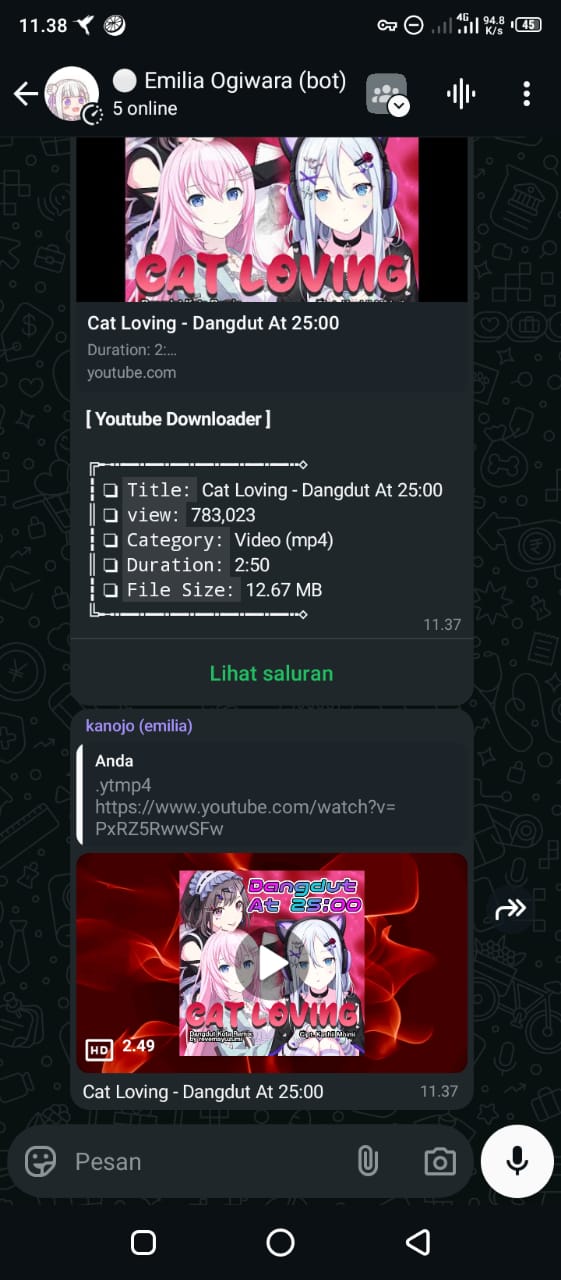 11.38
4G
94.8
K/s
45
Emilia Ogiwara (bot)
5 online
CAT LOVING
Cat Loving - Dangdut At 25:00
Duration: 2:...
youtube.com
[ Youtube Downloader ]
❏ Title: Cat Loving - Dangdut At 25:00
❏ view: 783,023
❏ Category: Video (mp4)
❏ Duration: 2:50
❏ File Size: 12.67 MB
11.37
Lihat saluran
kanojo (emilia)
Anda
.ytmp4
https://www.youtube.com/watch?v=
PxRZ5RwwSFw
Dangdut
At 25:00
CAT LOVING
Dangdut Kota Remix
HD 2.49
Cat Loving - Dangdut At 25:00
11.37
Pesan